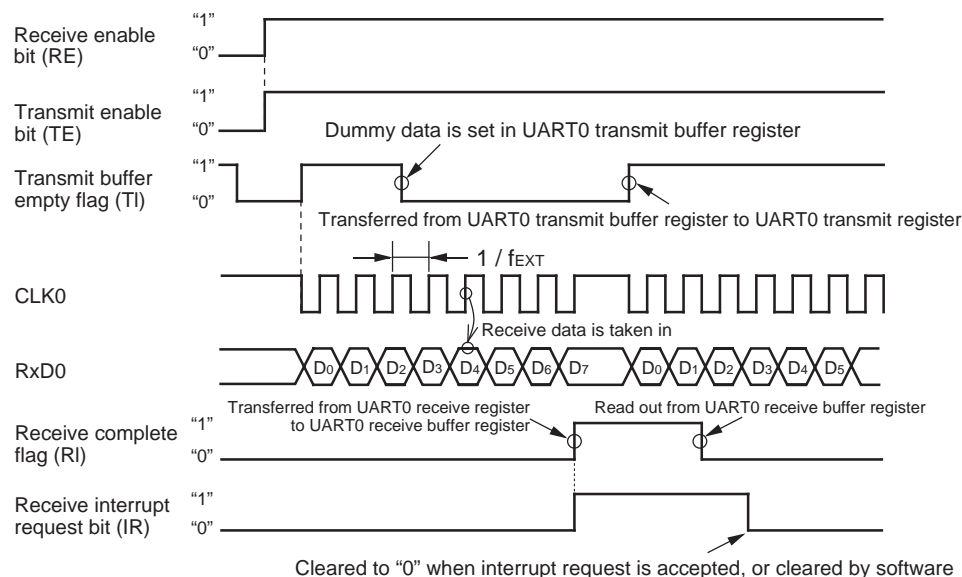 Receive enable
bit (RE)
“1”
“0”
Transmit enable
bit (TE)
“1”
“0”
Dummy data is set in UART0 transmit buffer register
Transmit buffer
empty flag (TI)
“1”
“0”
Transferred from UART0 transmit buffer register to UART0 transmit register
1 / fEXT
CLK0
Receive data is taken in
RxD0
D0 D1 D2 D3 D4 D5 D6 D7 D0 D1 D2 D3 D4 D5
Transferred from UART0 receive register
to UART0 receive buffer register
Read out from UART0 receive buffer register
Receive complete
flag (RI)
“1”
“0”
Receive interrupt
request bit (IR)
“1”
“0”
Cleared to “0” when interrupt request is accepted, or cleared by software